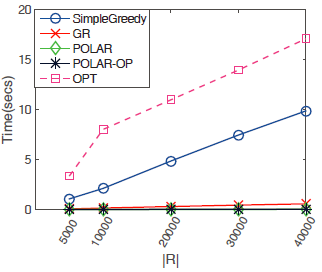 20
15
10
5
0
Time(secs)
SimpleGreedy
GR
POLAR
POLAR-OP
OPT
5000
10000
20000
30000
40000
|R|